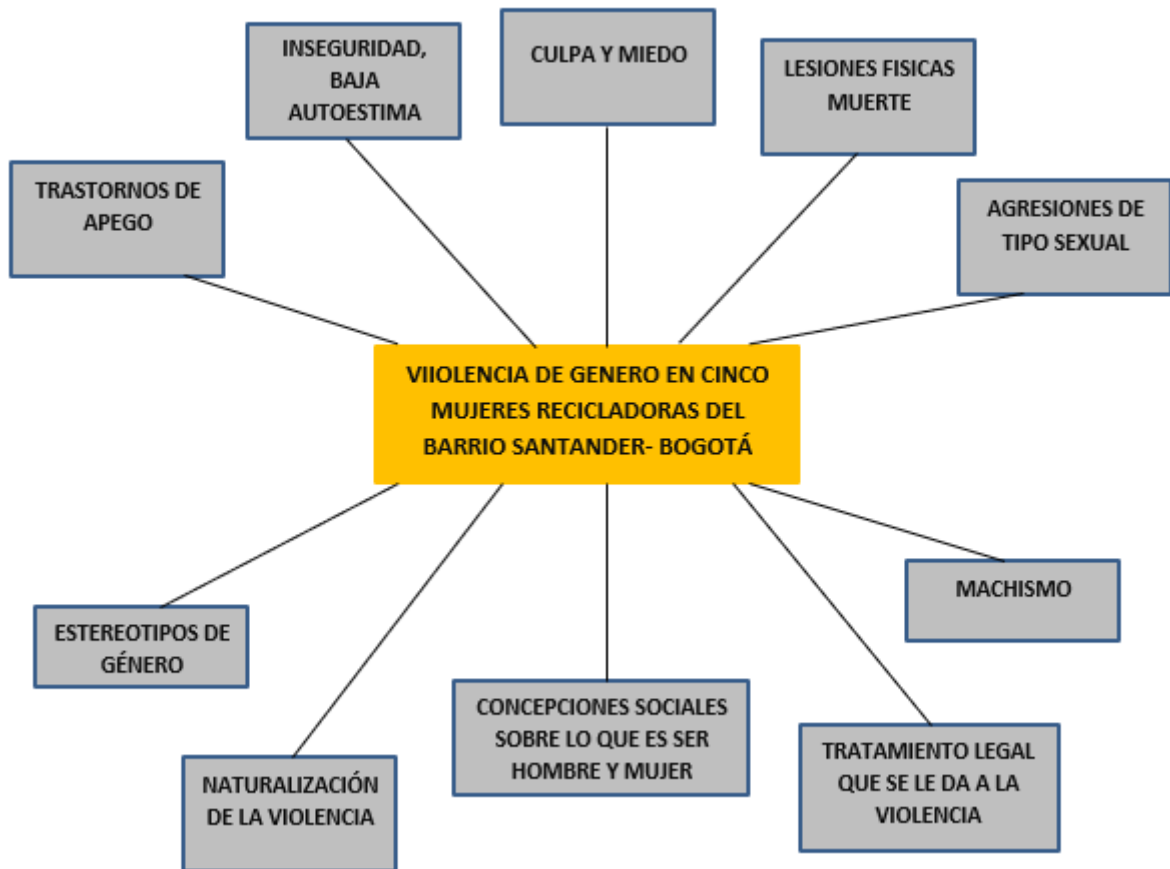 INSEGURIDAD,
BAJA
AUTOESTIMA
CULPA Y MIEDO
LESIONES FISICAS
MUERTE
TRASTORNOS DE
APEGO
AGRESIONES DE
TIPO SEXUAL
VIIOLENCIA DE GENERO EN CINCO
MUJERES RECICLADORAS DEL
BARRIO SANTANDER- BOGOTÁ
MACHISMO
ESTEREOTIPOS DE
GÉNERO
CONCEPCIONES SOCIALES
SOBRE LO QUE ES SER
HOMBRE Y MUJER
TRATAMIENTO LEGAL
QUE SE LE DA A LA
VIOLENCIA
NATURALIZACIÓN
DE LA VIOLENCIA